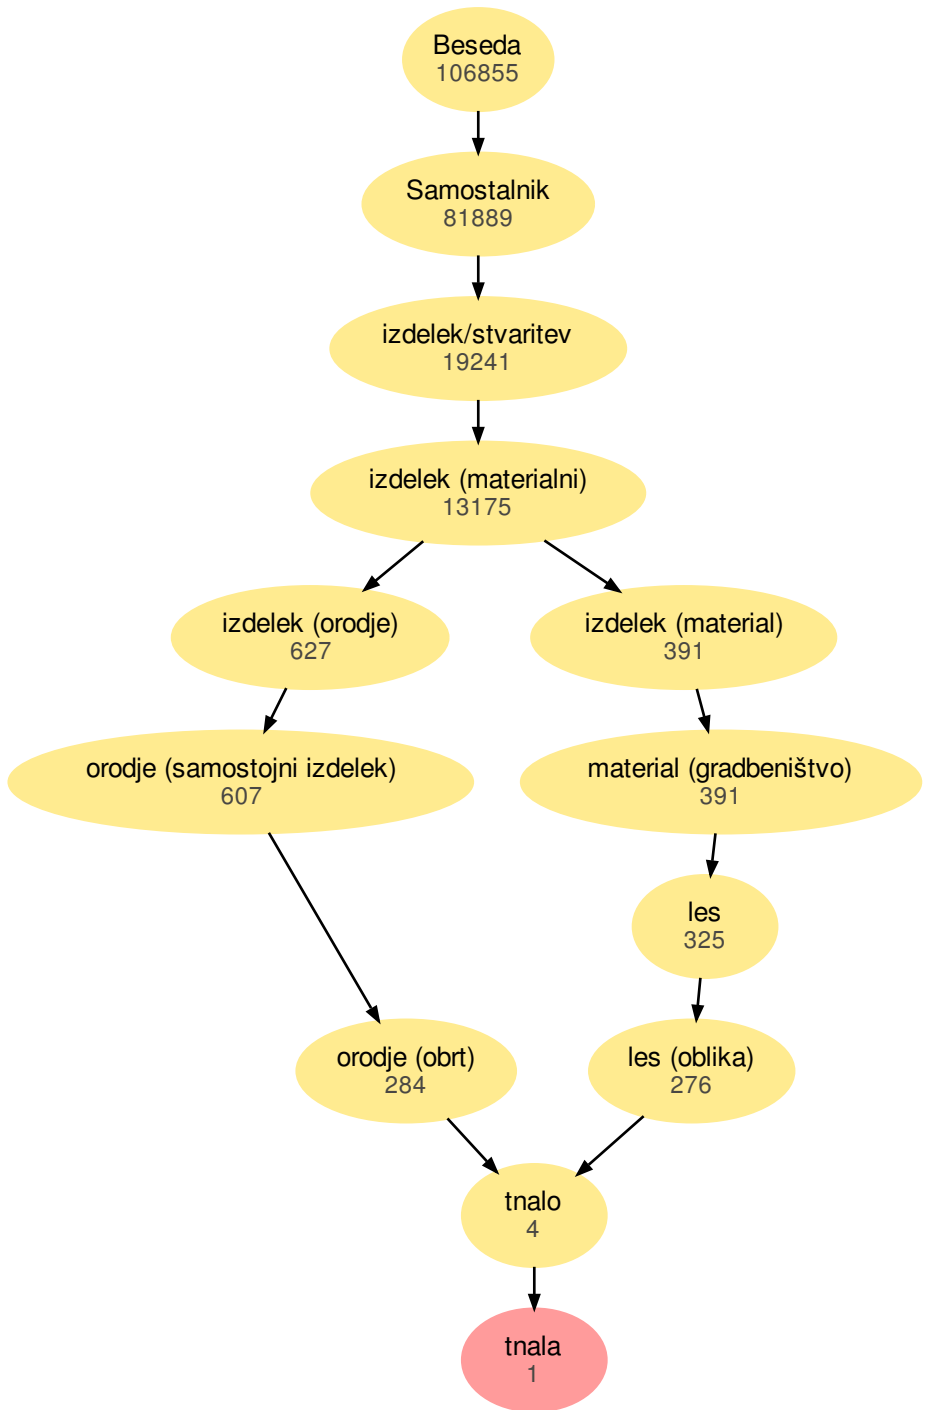 Beseda
106855
Samostalnik
81889
izdelek/stvaritev
19241
izdelek (materialni)
13175
izdelek (orodje)
627
izdelek (material)
391
orodje (samostojni izdelek)
607
material (gradbeništvo)
391
les
325
orodje (obrt)
284
les (oblika)
276
tnalo
4
tnala
1